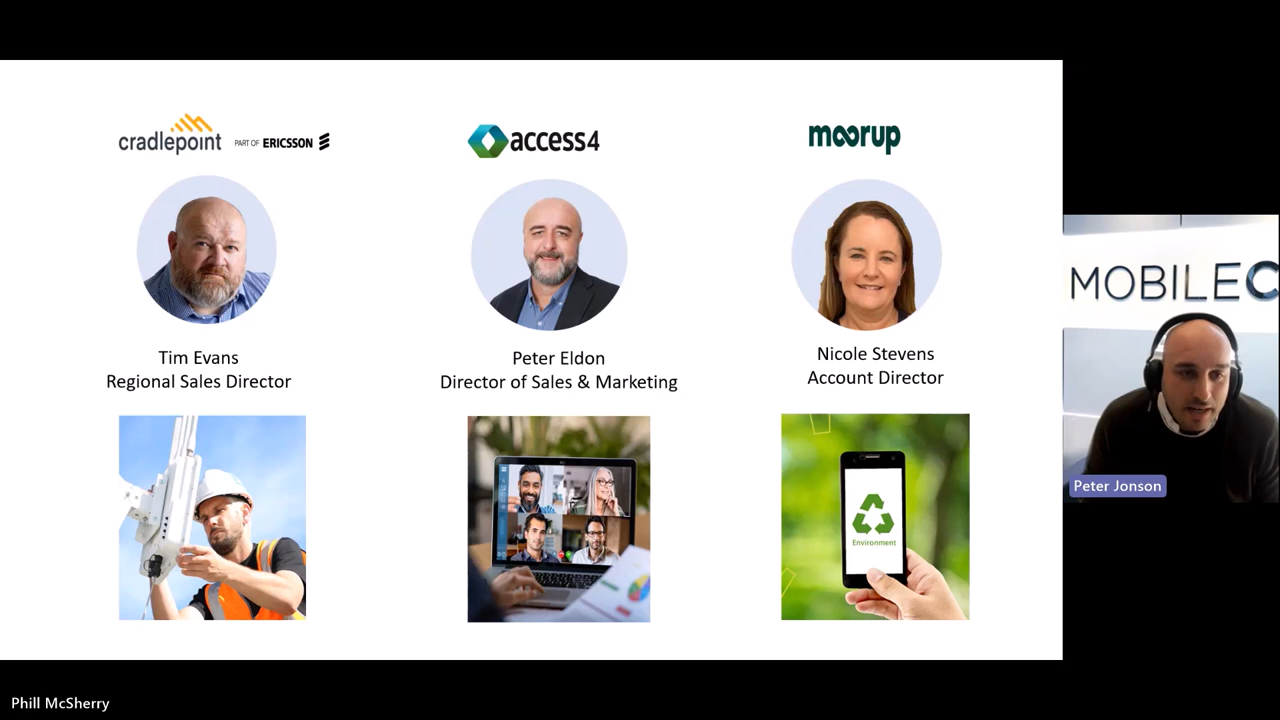 cradlepoint PART OF ERICSSON
access4
moorup
Tim Evans
Regional Sales Director
Peter Eldon
Director of Sales & Marketing
Nicole Stevens
Account Director
Environment
MOBILEC
Peter Jonson
Phill McSherry